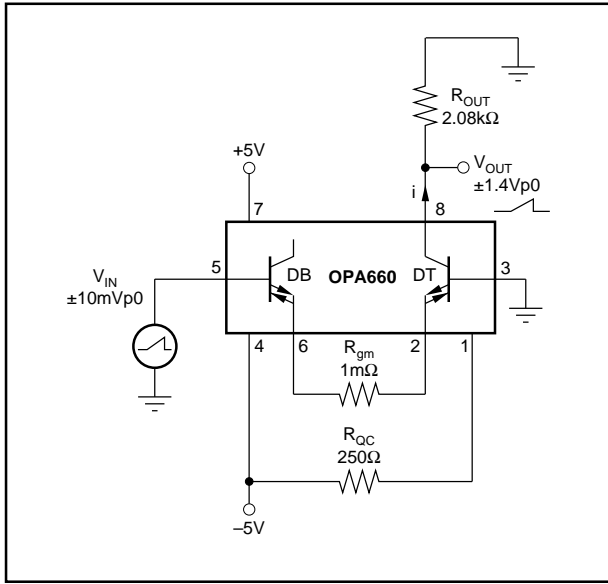 R_OUT
2.08kΩ
+5V
V_OUT
±1.4Vp0
i
7
8
V_IN
±10mVp0
5
DB
OPA660
DT
3
4
6
2
1
R_gm
1mΩ
R_QC
250Ω
–5V